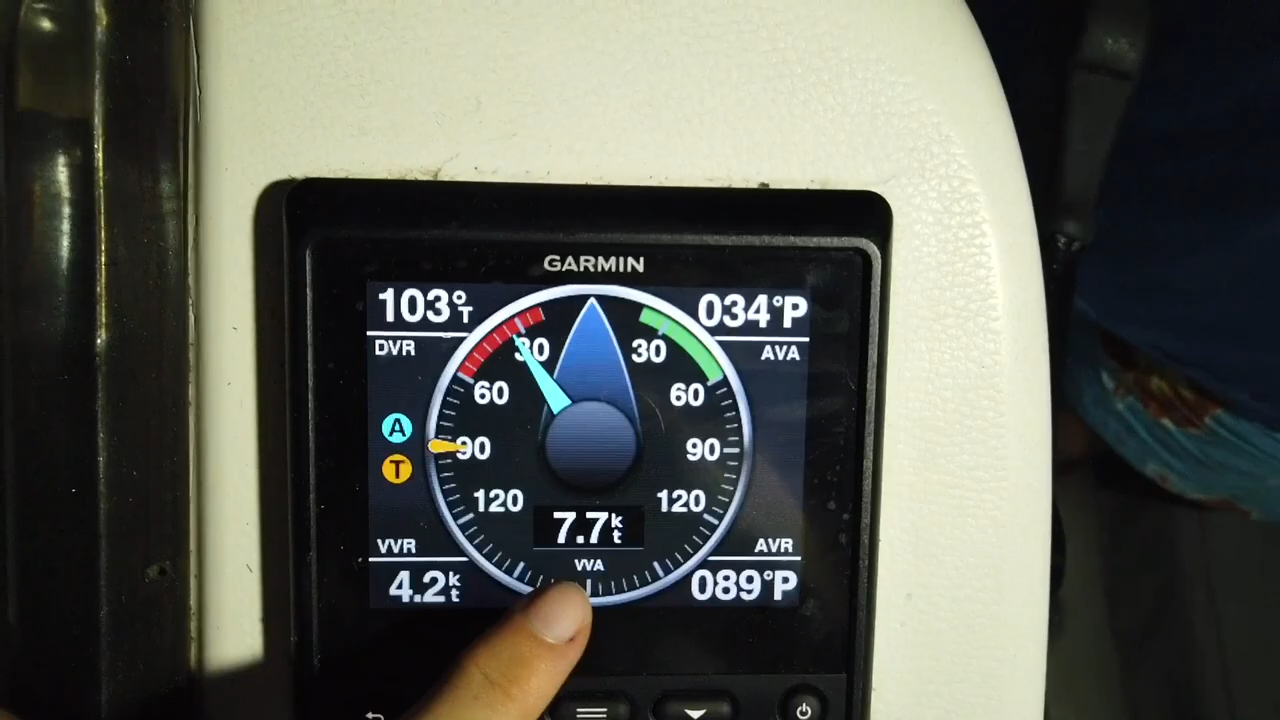 GARMIN
103°T
DVR
034°P
AVA
30
30
60
60
A
90
90
T
120
120
7.7kt
VVA
VVR
4.2kt
AVR
089°P